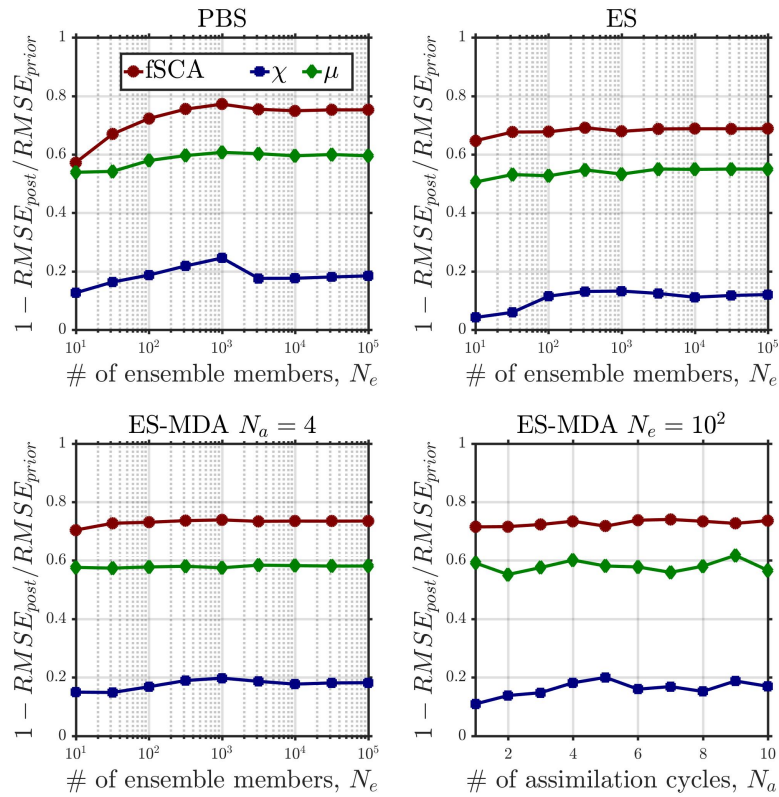 PBS
1
0.8
0.6
0.4
0.2
0
fSCA χ μ
10^1 10^2 10^3 10^4 10^5
# of ensemble members, N_e
1 − RMSE_post/RMSE_prior
ES
1
0.8
0.6
0.4
0.2
0
10^1 10^2 10^3 10^4 10^5
# of ensemble members, N_e
1 − RMSE_post/RMSE_prior
ES-MDA N_a = 4
1
0.8
0.6
0.4
0.2
0
10^1 10^2 10^3 10^4 10^5
# of ensemble members, N_e
1 − RMSE_post/RMSE_prior
ES-MDA N_e = 10^2
1
0.8
0.6
0.4
0.2
0
2 4 6 8 10
# of assimilation cycles, N_a
1 − RMSE_post/RMSE_prior